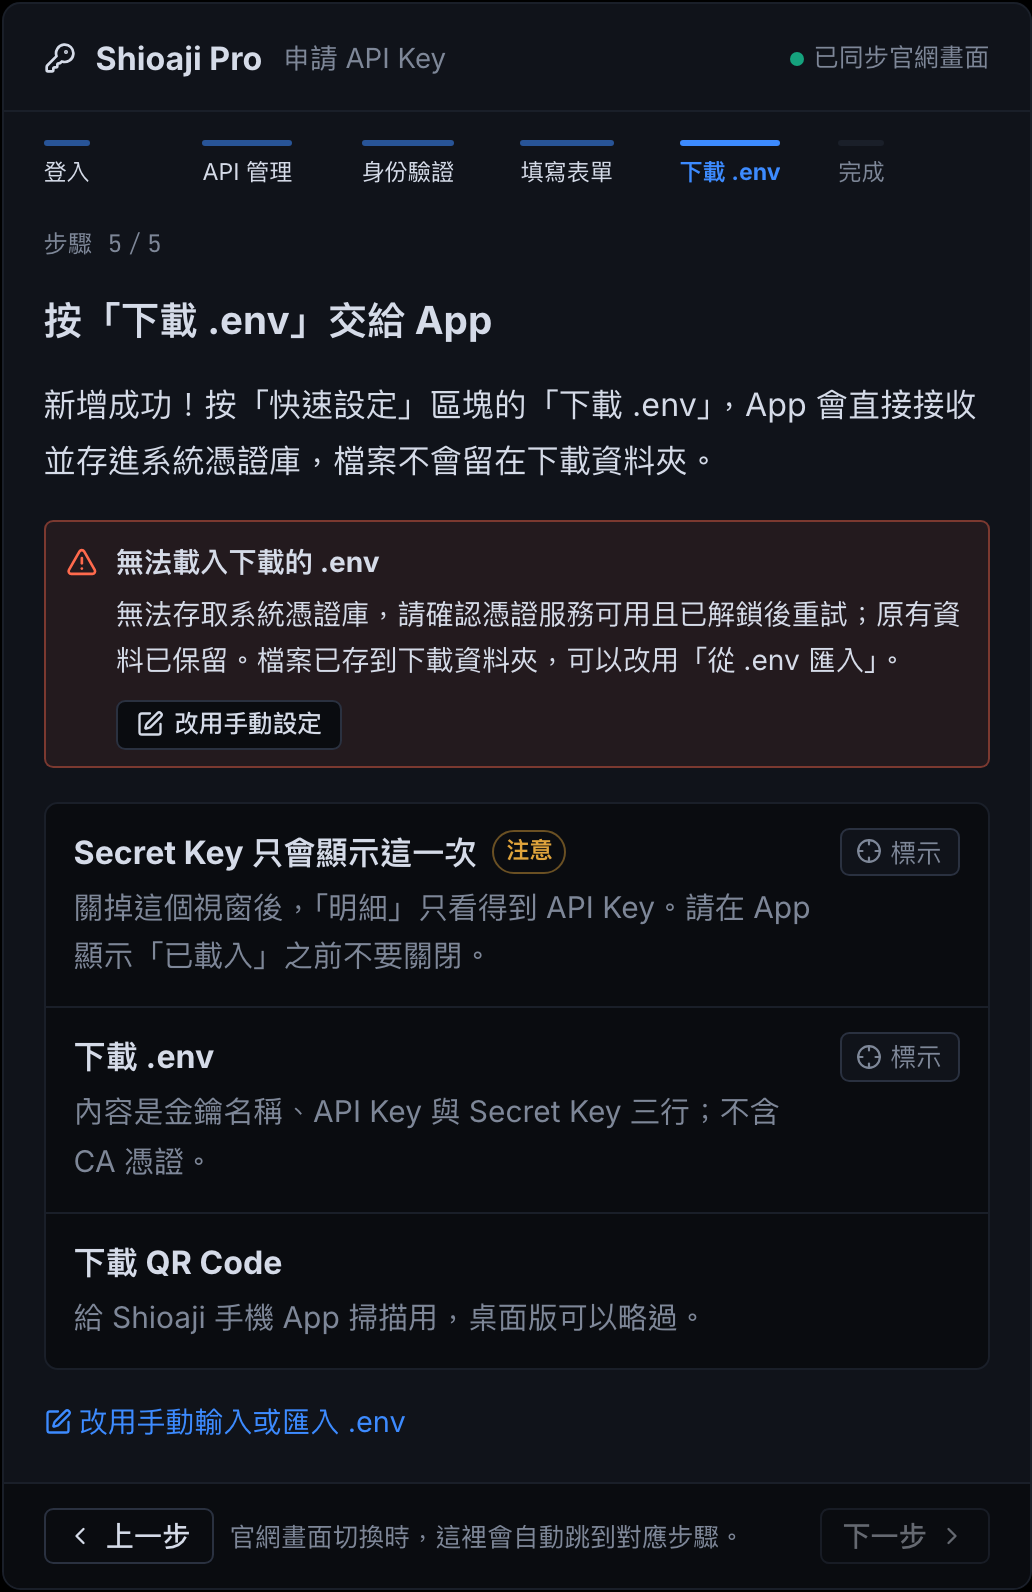 Shioaji Pro 申請 API Key
已同步官網畫面
登入
API 管理
身份驗證
填寫表單
下載 .env
完成
步驟 5 / 5
按「下載 .env」交給 App
新增成功！按「快速設定」區塊的「下載 .env」，App 會直接接收
並存進系統憑證庫，檔案不會留在下載資料夾。
無法載入下載的 .env
無法存取系統憑證庫，請確認憑證服務可用且已解鎖後重試；原有資
料已保留。檔案已存到下載資料夾，可以改用「從 .env 匯入」。
改用手動設定
Secret Key 只會顯示這一次 注意
標示
關掉這個視窗後，「明細」只看得到 API Key。請在 App
顯示「已載入」之前不要關閉。
下載 .env
標示
內容是金鑰名稱、API Key 與 Secret Key 三行；不含
CA 憑證。
下載 QR Code
給 Shioaji 手機 App 掃描用，桌面版可以略過。
改用手動輸入或匯入 .env
上一步
官網畫面切換時，這裡會自動跳到對應步驟。
下一步